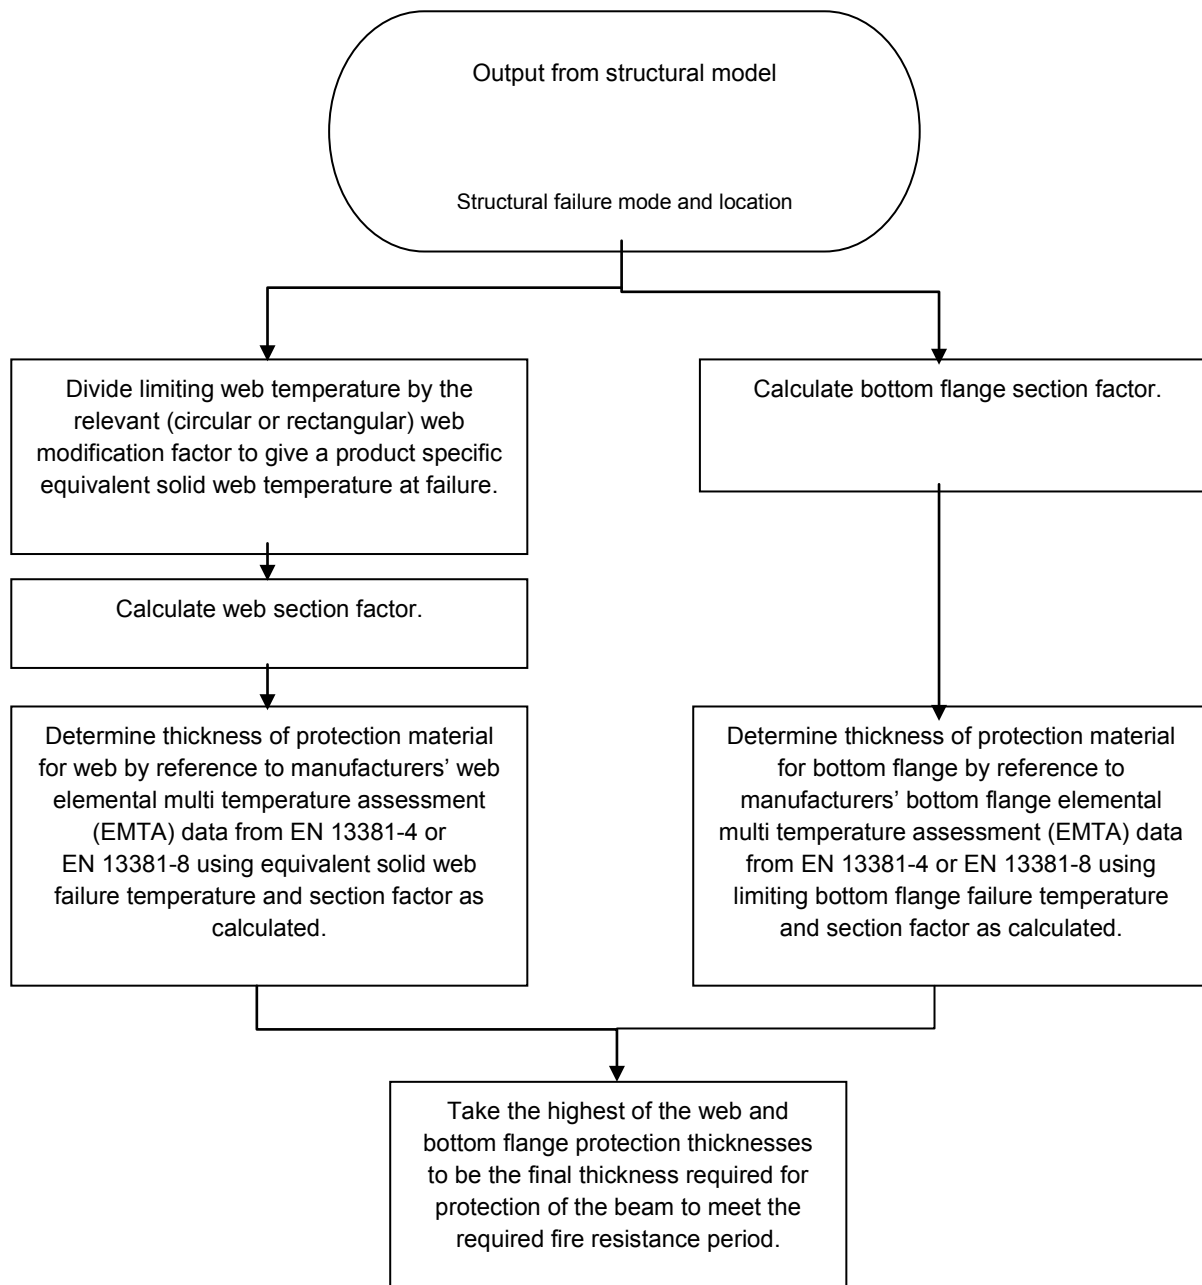 Output from structural model
Structural failure mode and location
Divide limiting web temperature by the
relevant (circular or rectangular) web
modification factor to give a product specific
equivalent solid web temperature at failure.
Calculate web section factor.
Determine thickness of protection material
for web by reference to manufacturers’ web
elemental multi temperature assessment
(EMTA) data from EN 13381-4 or
EN 13381-8 using equivalent solid web
failure temperature and section factor as
calculated.
Calculate bottom flange section factor.
Determine thickness of protection material
for bottom flange by reference to
manufacturers’ bottom flange elemental
multi temperature assessment (EMTA) data
from EN 13381-4 or EN 13381-8 using
limiting bottom flange failure temperature
and section factor as calculated.
Take the highest of the web and
bottom flange protection thicknesses
to be the final thickness required for
protection of the beam to meet the
required fire resistance period.